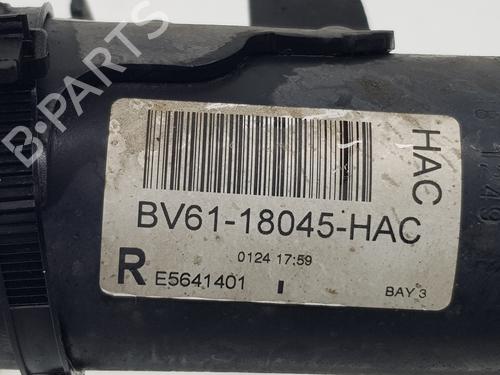 B-PARTS
HAC
BV61-18045-HAC
0124 17:59
R E5641401
BAY 3